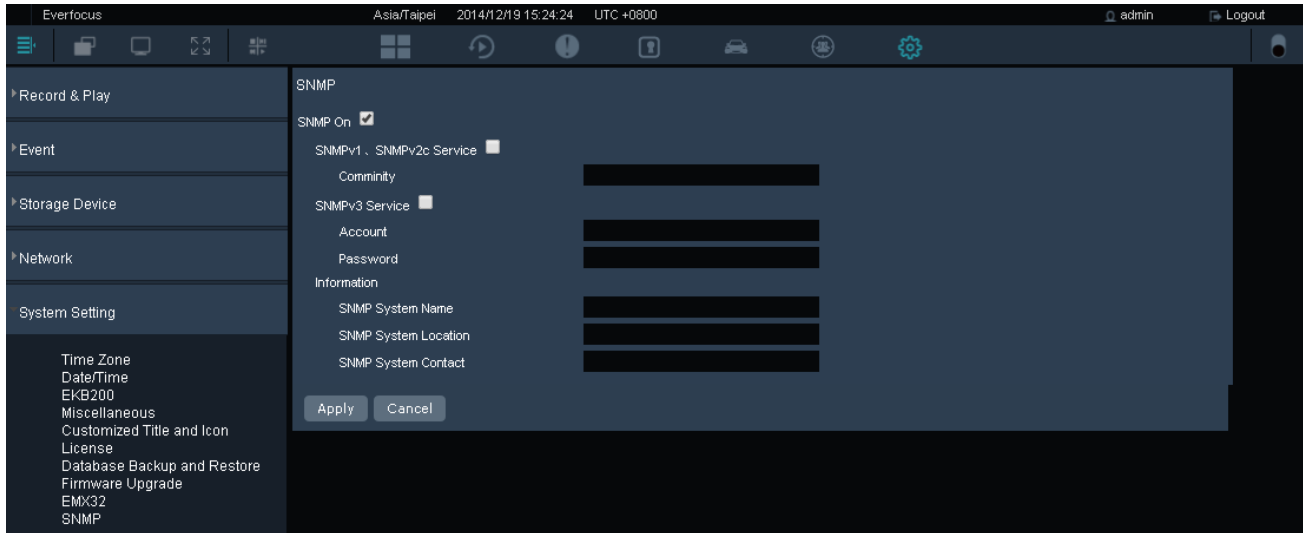 Everfocus Asia/Taipei 2014/12/19 15:24:24 UTC +0800 admin Logout
Record & Play
Event
Storage Device
Network
System Setting
Time Zone
Date/Time
EKB200
Miscellaneous
Customized Title and Icon
License
Database Backup and Restore
Firmware Upgrade
EMX32
SNMP
SNMP
SNMP On
SNMPv1、SNMPv2c Service
Comminity
SNMPv3 Service
Account
Password
Information
SNMP System Name
SNMP System Location
SNMP System Contact
Apply Cancel